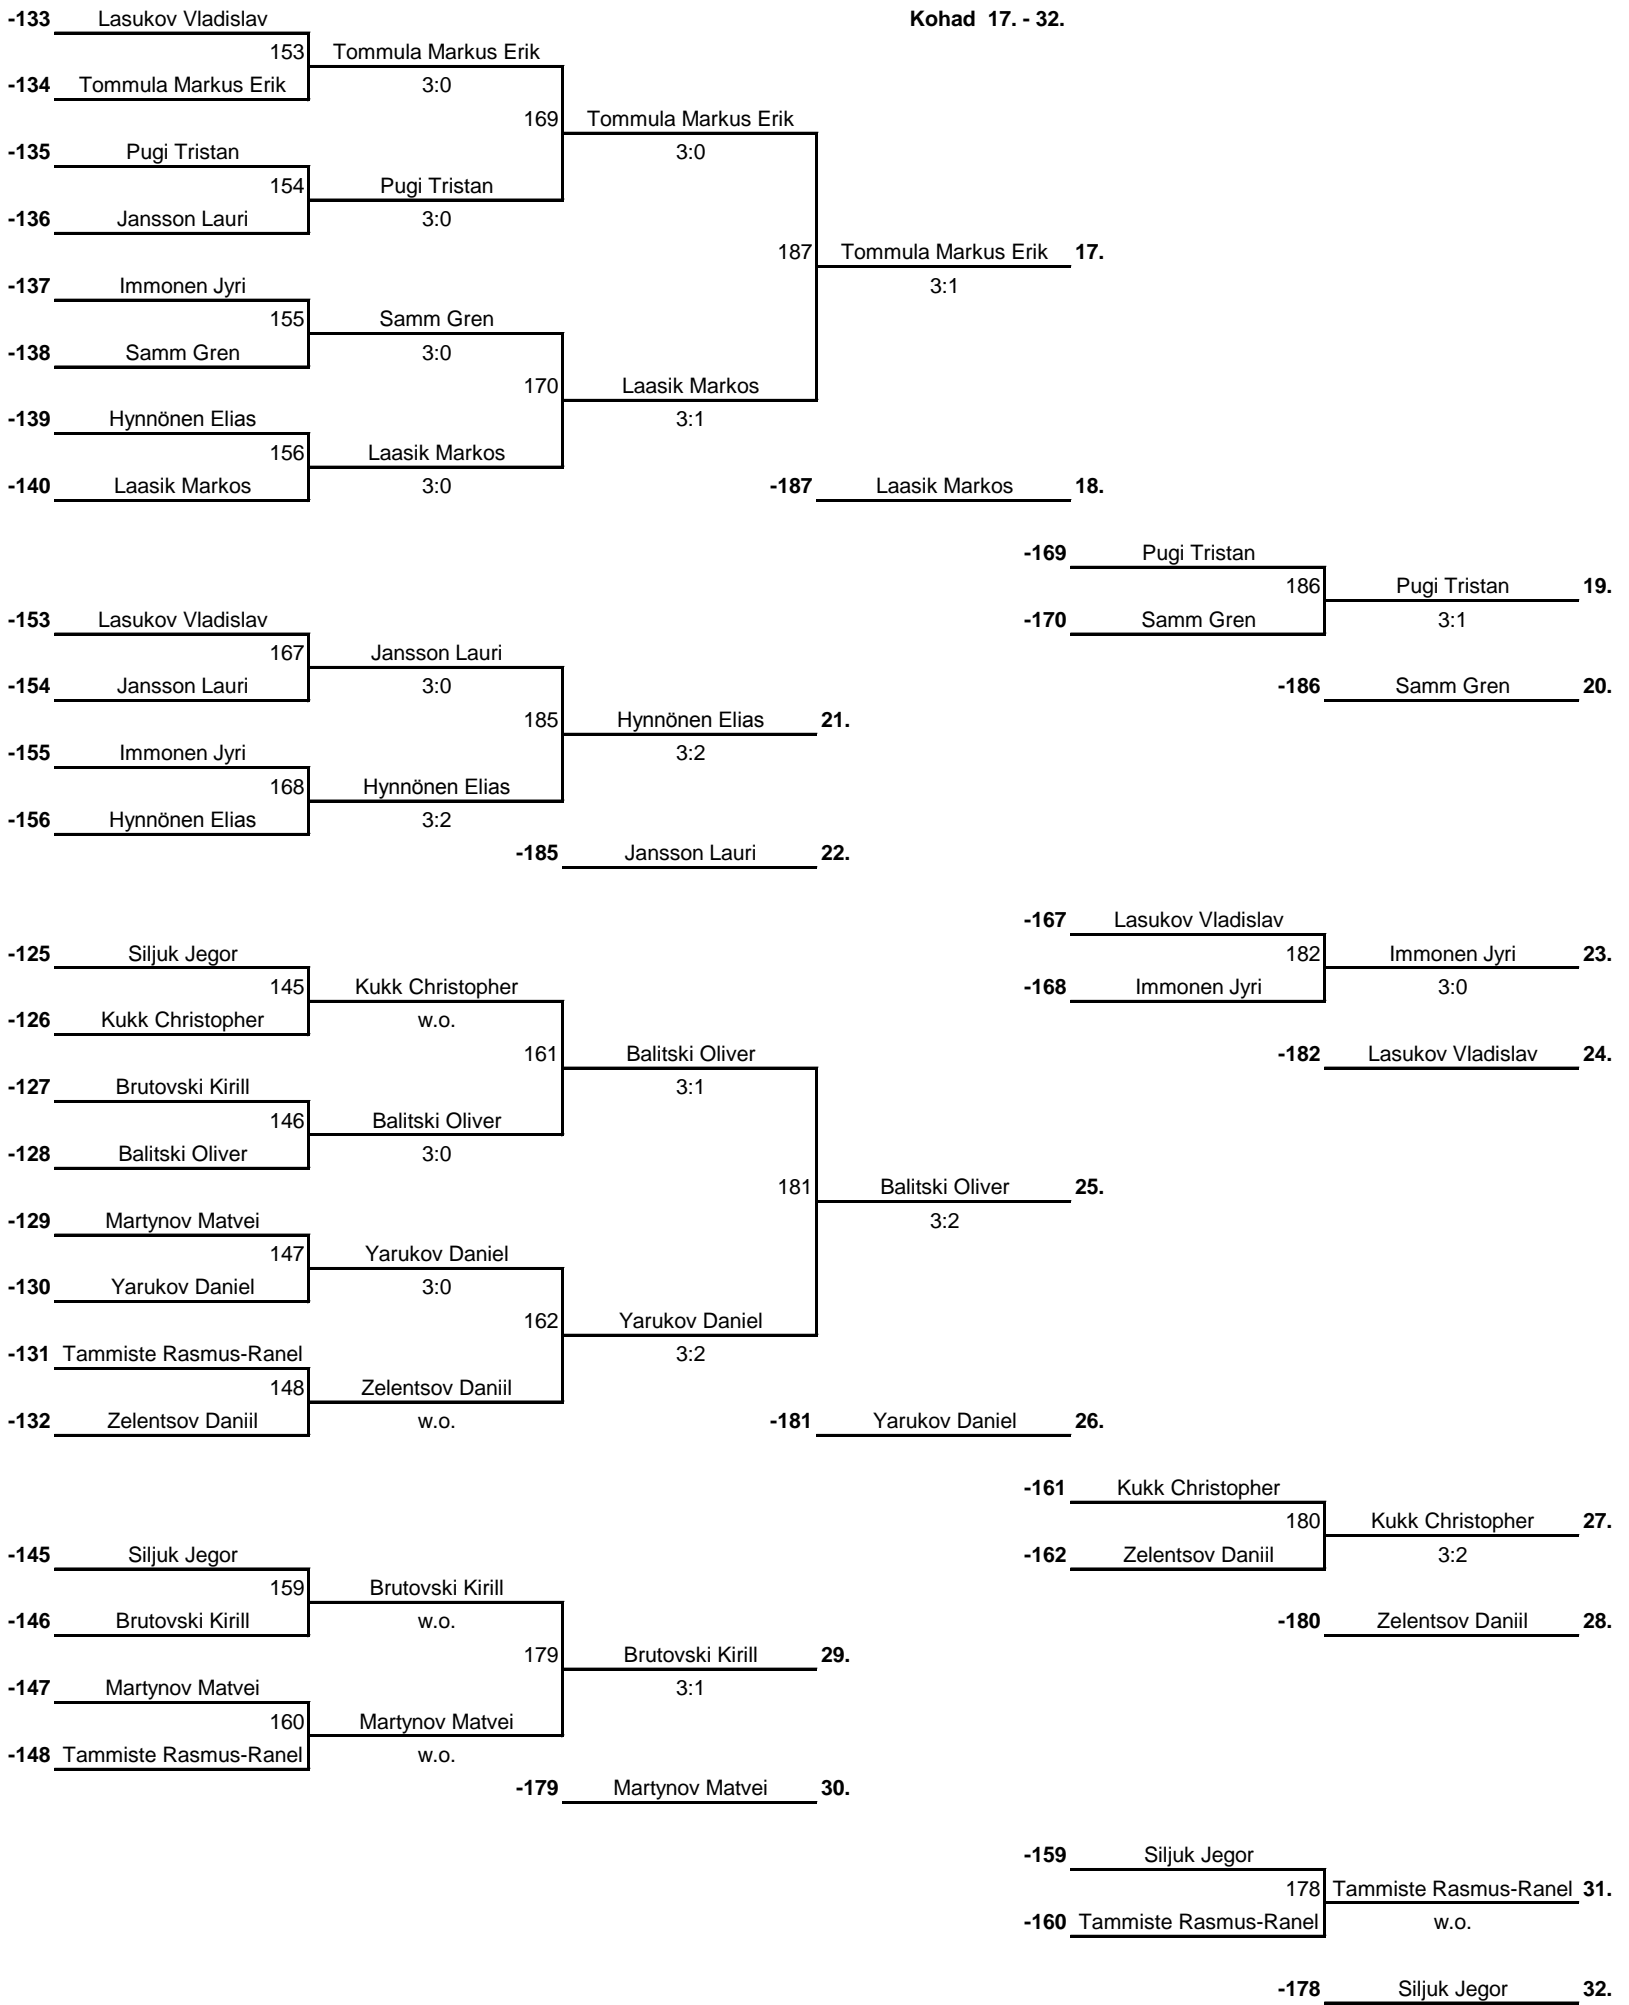 -133 Lasukov Vladislav Kohad 17. - 32.
153 Tommula Markus Erik
-134 Tommula Markus Erik 3:0
169 Tommula Markus Erik
-135 Pugi Tristan 3:0
154 Pugi Tristan
-136 Jansson Lauri 3:0
187 Tommula Markus Erik 17.
-137 Immonen Jyri 3:1
155 Samm Gren
-138 Samm Gren 3:0
170 Laasik Markos
-139 Hynnönen Elias 3:1
156 Laasik Markos
-140 Laasik Markos 3:0 -187 Laasik Markos 18.
-169 Pugi Tristan
186 Pugi Tristan 19.
-153 Lasukov Vladislav -170 Samm Gren 3:1
167 Jansson Lauri
-154 Jansson Lauri 3:0 -186 Samm Gren 20.
185 Hynnönen Elias 21.
-155 Immonen Jyri 3:2
168 Hynnönen Elias
-156 Hynnönen Elias 3:2
-185 Jansson Lauri 22.
-167 Lasukov Vladislav
-125 Siljuk Jegor 182 Immonen Jyri 23.
145 Kukk Christopher -168 Immonen Jyri 3:0
-126 Kukk Christopher w.o.
161 Balitski Oliver -182 Lasukov Vladislav 24.
-127 Brutovski Kirill 3:1
146 Balitski Oliver
-128 Balitski Oliver 3:0
181 Balitski Oliver 25.
-129 Martynov Matvei 3:2
147 Yarukov Daniel
-130 Yarukov Daniel 3:0
162 Yarukov Daniel
-131 Tammiste Rasmus-Ranel 3:2
148 Zelentsov Daniil
-132 Zelentsov Daniil w.o. -181 Yarukov Daniel 26.
-161 Kukk Christopher
180 Kukk Christopher 27.
-145 Siljuk Jegor -162 Zelentsov Daniil 3:2
159 Brutovski Kirill
-146 Brutovski Kirill w.o. -180 Zelentsov Daniil 28.
179 Brutovski Kirill 29.
-147 Martynov Matvei 3:1
160 Martynov Matvei
-148 Tammiste Rasmus-Ranel w.o.
-179 Martynov Matvei 30.
-159 Siljuk Jegor
178 Tammiste Rasmus-Ranel 31.
-160 Tammiste Rasmus-Ranel w.o.
-178 Siljuk Jegor 32.